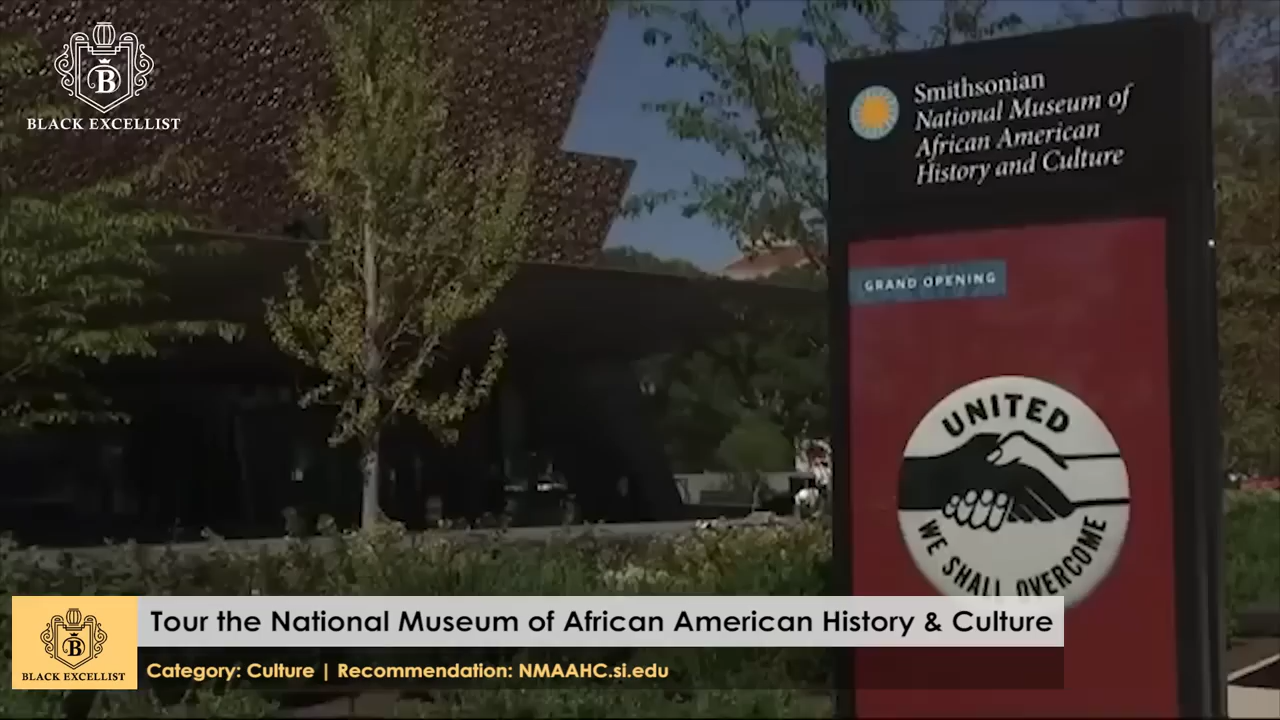 B
BLACK EXCELLIST
Smithsonian
National Museum of
African American
History and Culture
GRAND OPENING
UNITED
WE SHALL OVERCOME
B
BLACK EXCELLIST
Tour the National Museum of African American History & Culture
Category: Culture | Recommendation: NMAAHC.si.edu